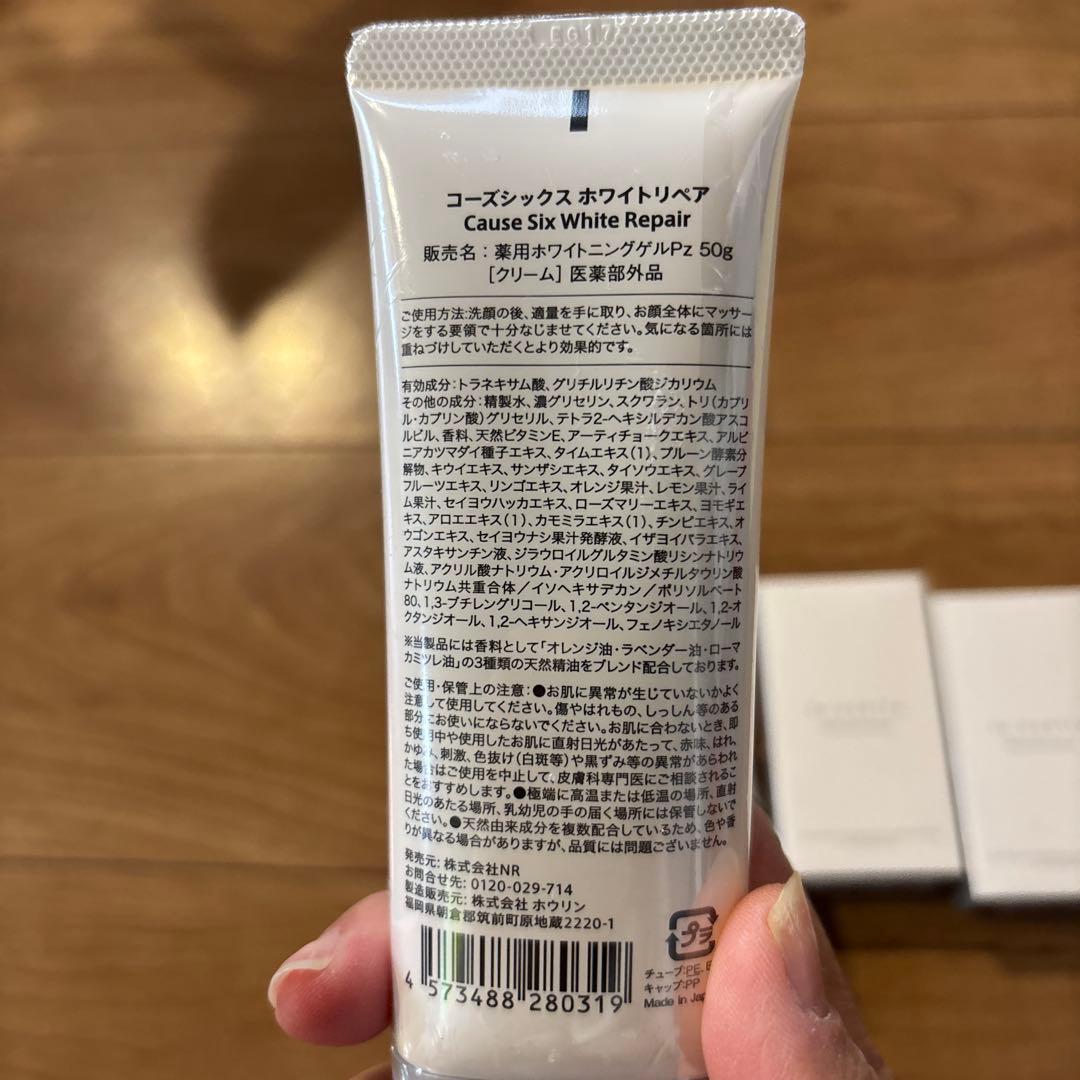 コーズシックス ホワイトリペア
Cause Six White Repair
販売名：薬用ホワイトニングゲルPz 50g
[クリーム] 医薬部外品
ご使用方法:洗顔の後、適量を手に取り、お顔全体にマッサー
ジをする要領で十分なじませてください。気になる箇所には
重ねづけしていただくとより効果的です。
有効成分：トラネキサム酸、グリチルリチン酸ジカリウム
その他の成分：精製水、濃グリセリン、スクワラン、トリ(カプリ
ル・カプリン酸)グリセリル、テトラ2-ヘキシルデカン酸アスコ
ルビル、香料、天然ビタミンE、アーティチョークエキス、アルピ
ニアカツマダイ種子エキス、タイムエキス(1)、プルーン酵素分
解物、キウイエキス、サンザシエキス、タイソウエキス、グレープ
フルーツエキス、リンゴエキス、オレンジ果汁、レモン果汁、ライ
ム果汁、セイヨウハッカエキス、ローズマリーエキス、ヨモギエ
キス、アロエエキス(1)、カモミラエキス(1)、チンピエキス、オ
ウゴンエキス、セイヨウナシ果汁発酵液、イザヨイバラエキス、
アスタキサンチン液、ジラウロイルグルタミン酸リシンナトリウ
ム液、アクリル酸ナトリウム・アクリロイルジメチルタウリン酸
ナトリウム共重合体／イソヘキサデカン／ポリソルベート
80、1,3-ブチレングリコール、1,2-ペンタンジオール、1,2-オ
クタンジオール、1,2-ヘキサンジオール、フェノキシエタノール
※当製品には香料として「オレンジ油・ラベンダー油・ローマ
カミツレ油」の3種類の天然精油をブレンド配合しております。
ご使用・保管上の注意：●お肌に異常が生じていないかよく
注意して使用してください。傷やはれもの、しっしん等のある
部分にお使いにならないでください。お肌に合わないとき、即
ち使用中や使用したお肌に直射日光があたって、赤味、はれ、
かゆみ、刺激、色抜け(白斑等)や黒ずみ等の異常があらわれ
た場合はご使用を中止して、皮膚科専門医にご相談されるこ
とをおすすめします。●極端に高温または低温の場所、直射
日光のあたる場所、乳幼児の手の届く場所には保管しないで
ください。●天然由来成分を複数配合しているため、色や香
りが異なる場合がありますが、品質には問題ございません。
発売元：株式会社NR
お問合せ先：0120-029-714
製造販売元：株式会社 ホウリン
福岡県朝倉郡筑前町原地蔵2220-1
プラ
チューブ:PE、
キャップ:PP
Made in
4 573488 280319